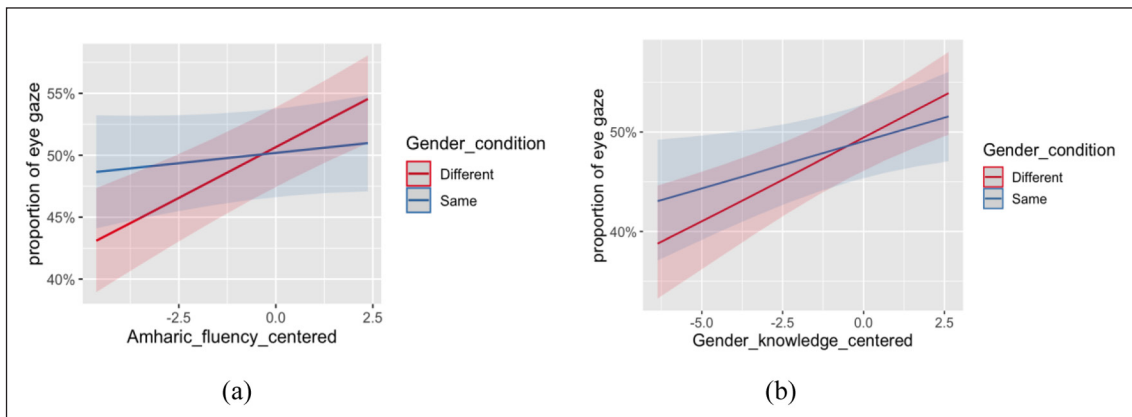 proportion of eye gaze
55%
50%
45%
40%
-2.5
0.0
2.5
Amharic_fluency_centered
Gender_condition
Different
Same
(a)
proportion of eye gaze
50%
40%
-5.0
-2.5
0.0
2.5
Gender_knowledge_centered
Gender_condition
Different
Same
(b)